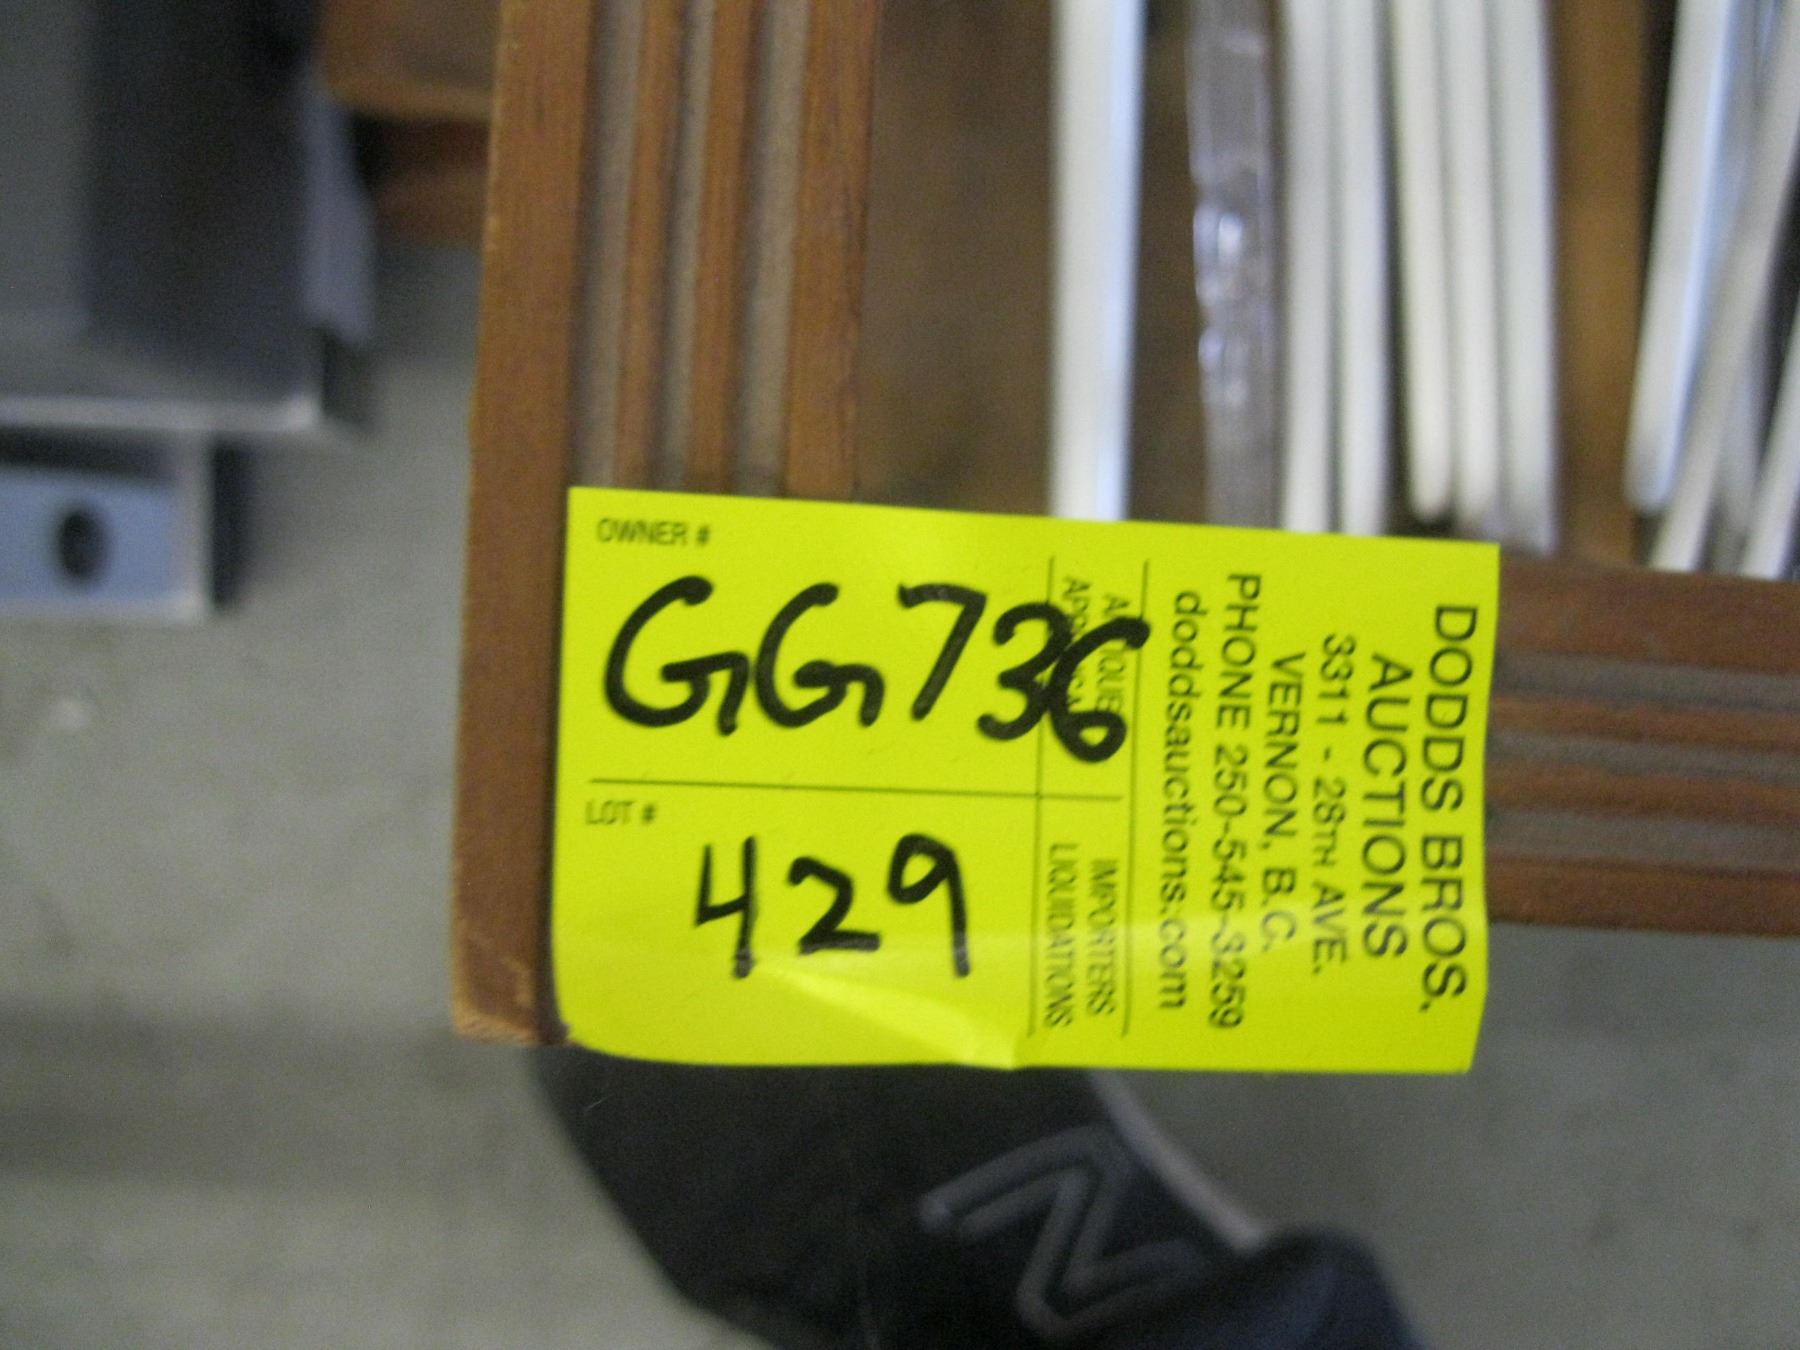 OWNER #
GG736
LOT #
429
DODDS BROS.
AUCTIONS
3311 - 28TH AVE.
VERNON, B.C.
PHONE 250-545-3259
doddsauctions.com
IMPORTERS
LIQUIDATIONS